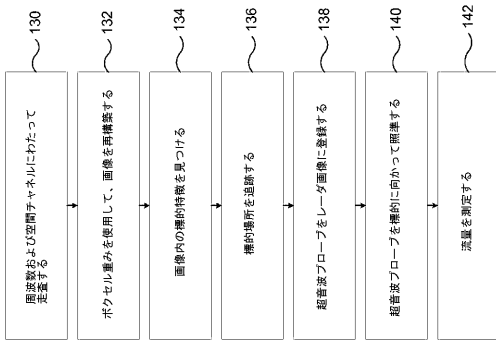 130
周波数および空間チャネルにわたって
走査する
132
ボクセル重みを使用して、画像を再構築する
134
画像内の標的特徴を見つける
136
標的場所を追跡する
138
超音波プローブをレーダ画像に登録する
140
超音波プローブを標的に向かって照準する
142
流量を測定する